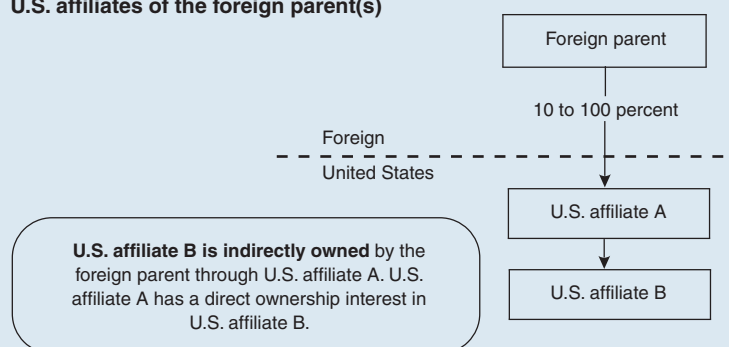 U.S. affiliates of the foreign parent(s)
Foreign parent
10 to 100 percent
Foreign
United States
U.S. affiliate A
U.S. affiliate B is indirectly owned by the
foreign parent through U.S. affiliate A. U.S.
affiliate A has a direct ownership interest in
U.S. affiliate B.
U.S. affiliate B